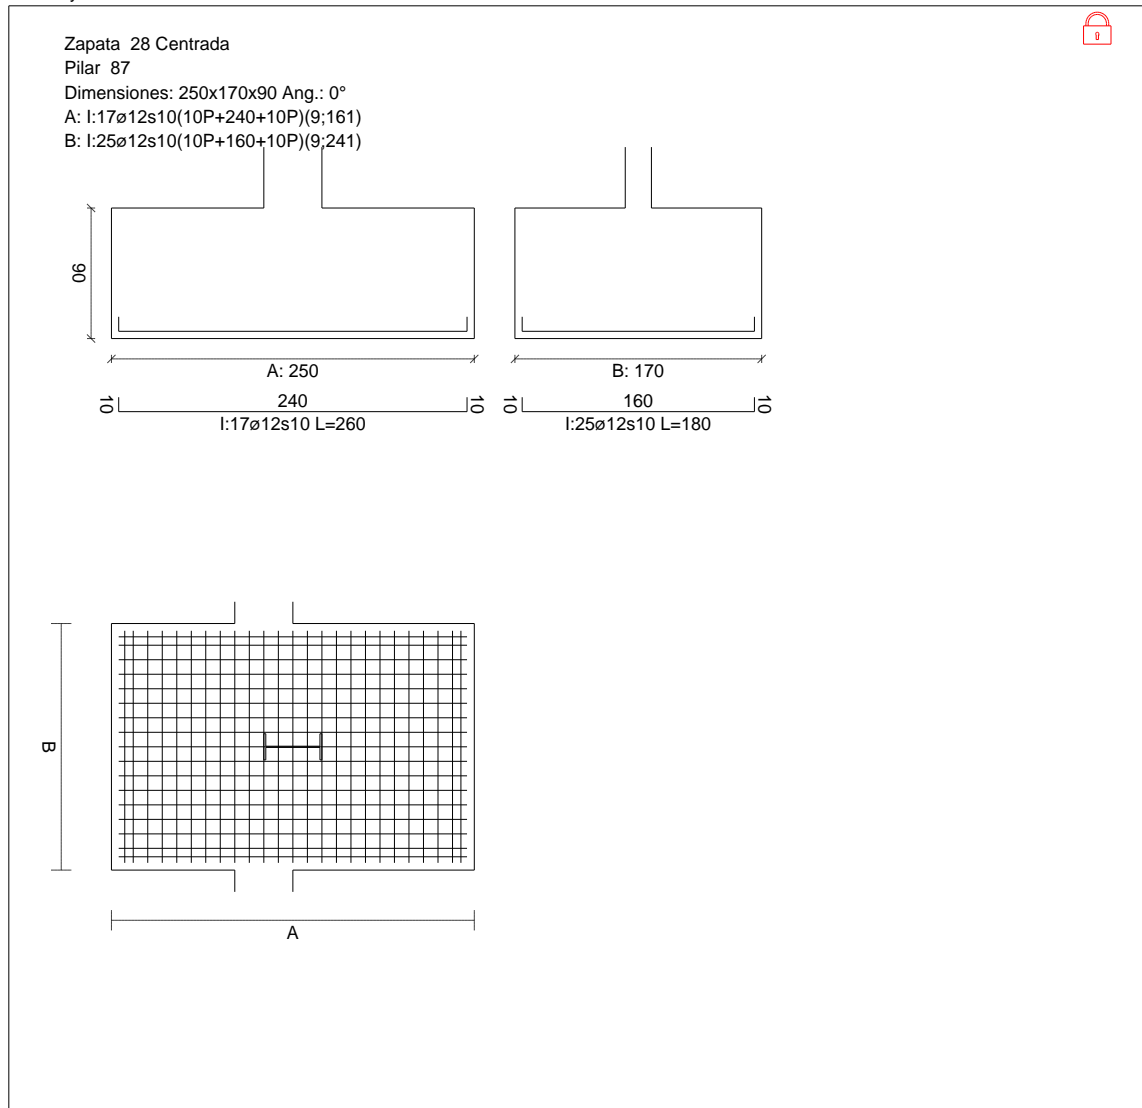 Zapata 28 Centrada
Pilar 87
Dimensiones: 250x170x90 Ang.: 0°
A: I:17ø12s10(10P+240+10P)(9;161)
B: I:25ø12s10(10P+160+10P)(9;241)
90
A: 250
B: 170
10 240 10
10 160 10
I:17ø12s10 L=260
I:25ø12s10 L=180
B
A